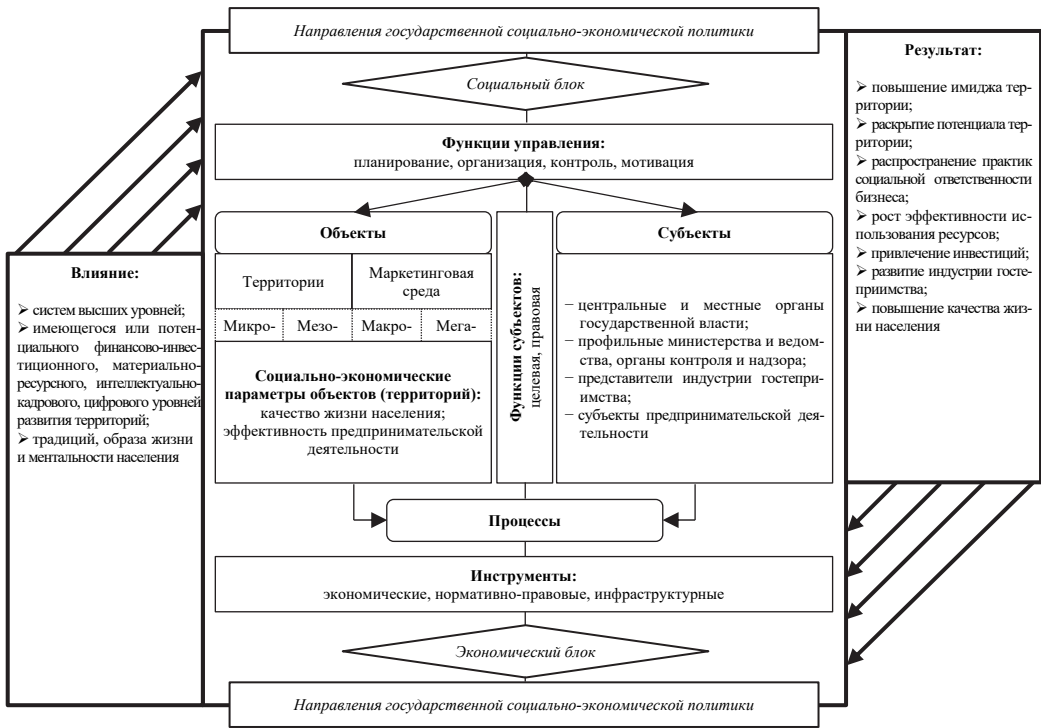 Направления государственной социально-экономической политики
Социальный блок
Функции управления:
планирование, организация, контроль, мотивация
Объекты
Территории
Маркетинговая
среда
Микро-
Мезо-
Макро-
Мега-
Социально-экономические
параметры объектов (территорий):
качество жизни населения;
эффективность предпринимательской
деятельности
Функции субъектов:
целевая, правовая
Субъекты
− центральные и местные органы
государственной власти;
− профильные министерства и ведом-
ства, органы контроля и надзора;
− представители индустрии гостепри-
имства;
− субъекты предпринимательской дея-
тельности
Процессы
Инструменты:
экономические, нормативно-правовые, инфраструктурные
Экономический блок
Направления государственной социально-экономической политики
Влияние:
➢ систем высших уровней;
➢ имеющегося или потен-
циального финансово-инвес-
тиционного, материально-
ресурсного, интеллектуально-
кадрового, цифрового уровней
развития территорий;
➢ традиций, образа жизни
и ментальности населения
Результат:
➢ повышение имиджа тер-
ритории;
➢ раскрытие потенциала тер-
ритории;
➢ распространение практик
социальной ответственности
бизнеса;
➢ рост эффективности ис-
пользования ресурсов;
➢ привлечение инвестиций;
➢ развитие индустрии госте-
приимства;
➢ повышение качества жиз-
ни населения